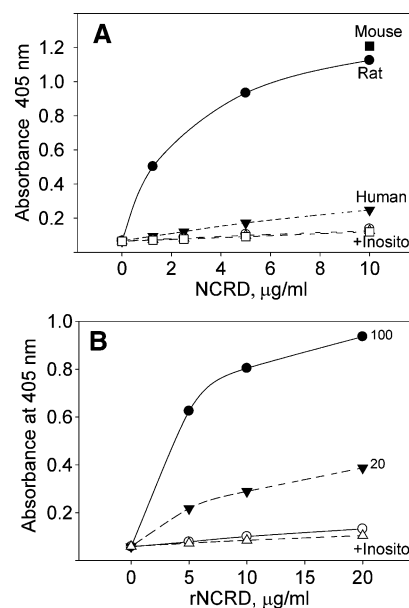 A
Mouse
Rat
Human
+Inosito
Absorbance 405 nm
1.2
1.0
0.8
0.6
0.4
0.2
0 2 4 6 8 10
NCRD, µg/ml
B
100
20
+Inosito
Absorbance at 405 nm
1.0
0.8
0.6
0.4
0.2
0 5 10 15 20
rNCRD, µg/ml